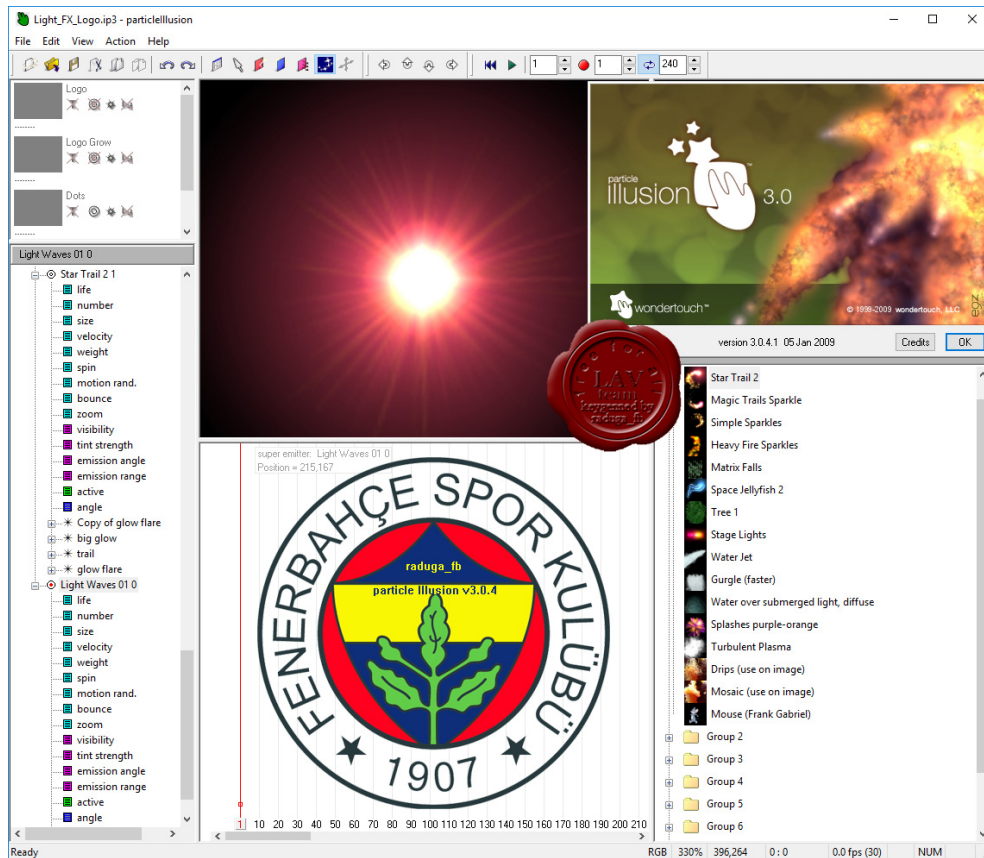 Light_FX_Logo.ip3 - particleIllusion
File Edit View Action Help
1 1 240
Logo
........
Logo Grow
........
Dots
........
Light Waves 01 0
Star Trail 2 1
life
number
size
velocity
weight
spin
motion rand.
bounce
zoom
visibility
tint strength
emission angle
emission range
active
angle
Copy of glow flare
big glow
trail
glow flare
Light Waves 01 0
life
number
size
velocity
weight
spin
motion rand.
bounce
zoom
visibility
tint strength
emission angle
emission range
active
angle
particle
illusion 3.0
wondertouch™
© 1999-2009 wondertouch, LLC
egz
version 3.0.4.1 05 Jan 2009
Credits
OK
free for all
LAV
team
keygenned by
raduga_fb
super emitter: Light Waves 01 0
Position = 215,167
FENERBAHÇE SPOR KULÜBÜ
raduga_fb
particle Illusion v3.0.4
1907
1 10 20 30 40 50 60 70 80 90 100 110 120 130 140 150 160 170 180 190 200 210
Star Trail 2
Magic Trails Sparkle
Simple Sparkles
Heavy Fire Sparkles
Matrix Falls
Space Jellyfish 2
Tree 1
Stage Lights
Water Jet
Gurgle (faster)
Water over submerged light, diffuse
Splashes purple-orange
Turbulent Plasma
Drips (use on image)
Mosaic (use on image)
Mouse (Frank Gabriel)
Group 2
Group 3
Group 4
Group 5
Group 6
Ready
RGB 330% 396,264 0 : 0 0.0 fps (30) NUM